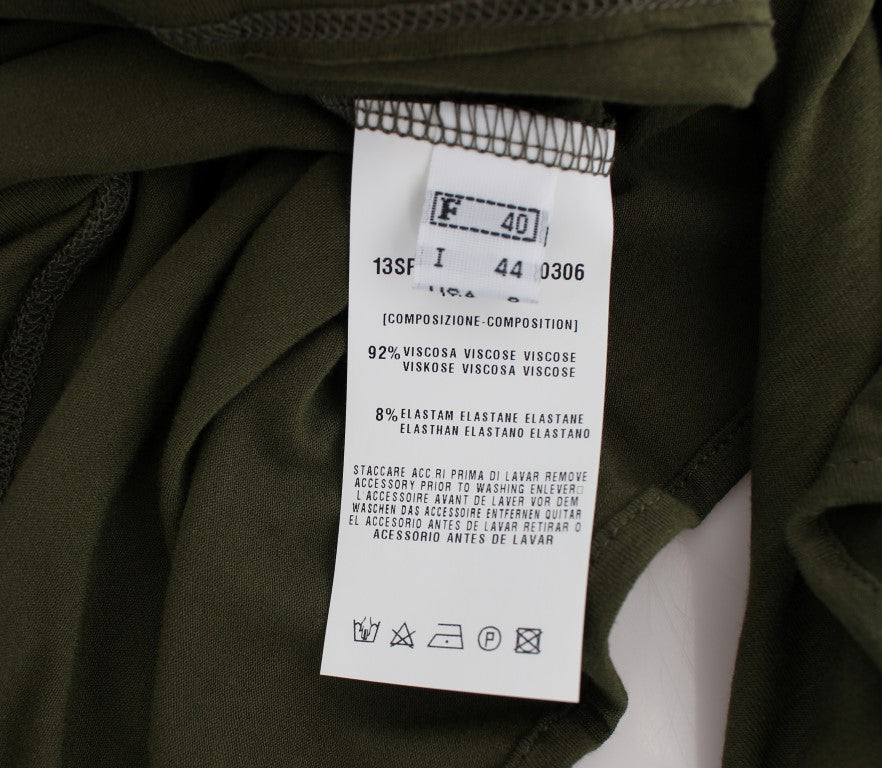 F 40
I 44
13SF 0306
[COMPOSIZIONE-COMPOSITION]
92% VISCOSA VISCOSE VISCOSE
VISKOSE VISCOSA VISCOSE
8% ELASTAM ELASTANE ELASTANE
ELASTHAN ELASTANO ELASTANO
STACCARE ACC RI PRIMA DI LAVAR REMOVE
ACCESSORY PRIOR TO WASHING ENLEVER□
L ACCESSOIRE AVANT DE LAVER VOR DEM
WASCHEN DAS ACCESSOIRE ENTFERNEN QUITAR
EL ACCESORIO ANTES DE LAVAR RETIRAR O
ACESSORIO ANTES DE LAVAR
P